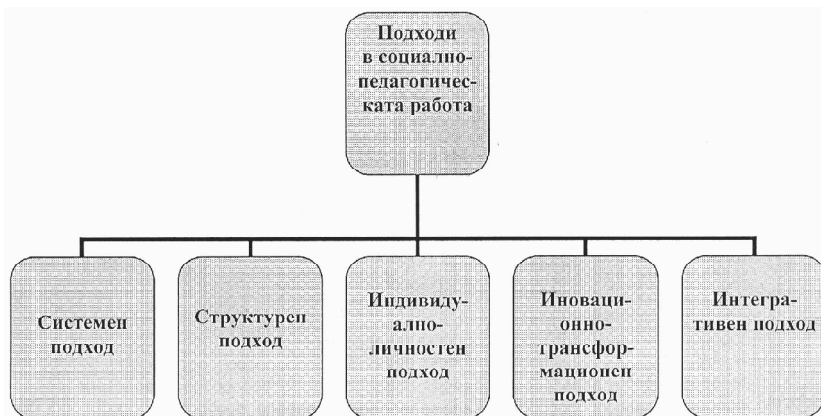 Подходи
в социално-
педагогичес-
ката работа
Системен
подход
Структурен
подход
Индивиду-
ално-
личностен
подход
Иноваци-
онно-
трансфор-
мационен
подход
Интегра-
тивен подход